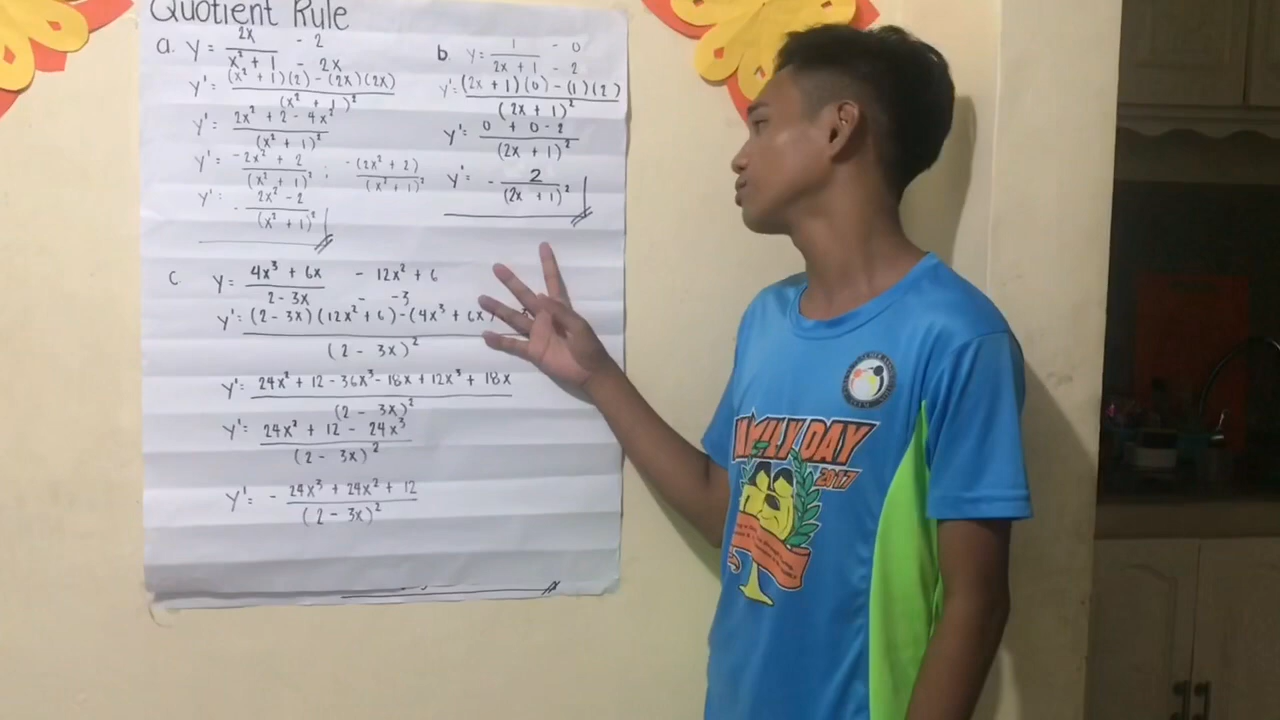 Quotient Rule
a. y = 2x / x² + 1 - 2 - 2x
y' = (x² + 1)(2) - (2x)(2x) / (x² + 1)²
y' = 2x² + 2 - 4x² / (x² + 1)²
y' = -2x² + 2 / (x² + 1)² ; -(2x² + 2) / (x² + 1)²
y' = - 2x² - 2 / (x² + 1)²
b. y = 1 / 2x + 1 - 0 - 2
y' = (2x + 1)(0) - (1)(2) / (2x + 1)²
y' = 0 + 0 - 2 / (2x + 1)²
y' = - 2 / (2x + 1)²
c. y = 4x³ + 6x / 2 - 3x - 12x² + 6 - -3
y' = (2 - 3x)(12x² + 6) - (4x³ + 6x) / (2 - 3x)²
y' = 24x² + 12 - 36x³ - 18x + 12x³ + 18x / (2 - 3x)²
y' = 24x² + 12 - 24x³ / (2 - 3x)²
y' = - 24x³ + 24x² + 12 / (2 - 3x)²
FAMILY DAY
2017